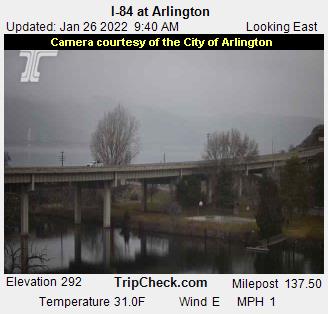 I-84 at Arlington
Updated: Jan 26 2022 9:40 AM Looking East
Camera courtesy of the City of Arlington
Elevation 292 TripCheck.com Milepost 137.50
Temperature 31.0F Wind E MPH 1